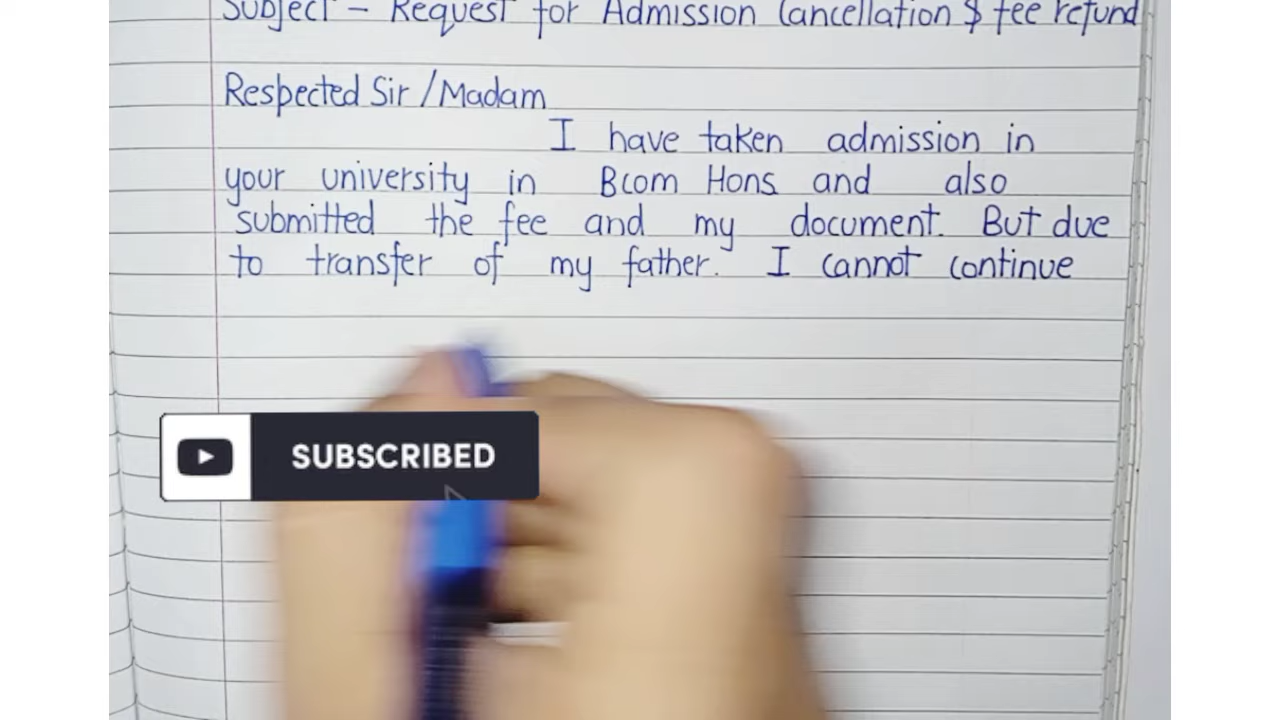 Subject - Request for Admission Cancellation $ fee refund
Respected Sir/Madam
I have taken admission in
your university in Bcom Hons and also
submitted the fee and my document. But due
to transfer of my father. I cannot continue
SUBSCRIBED